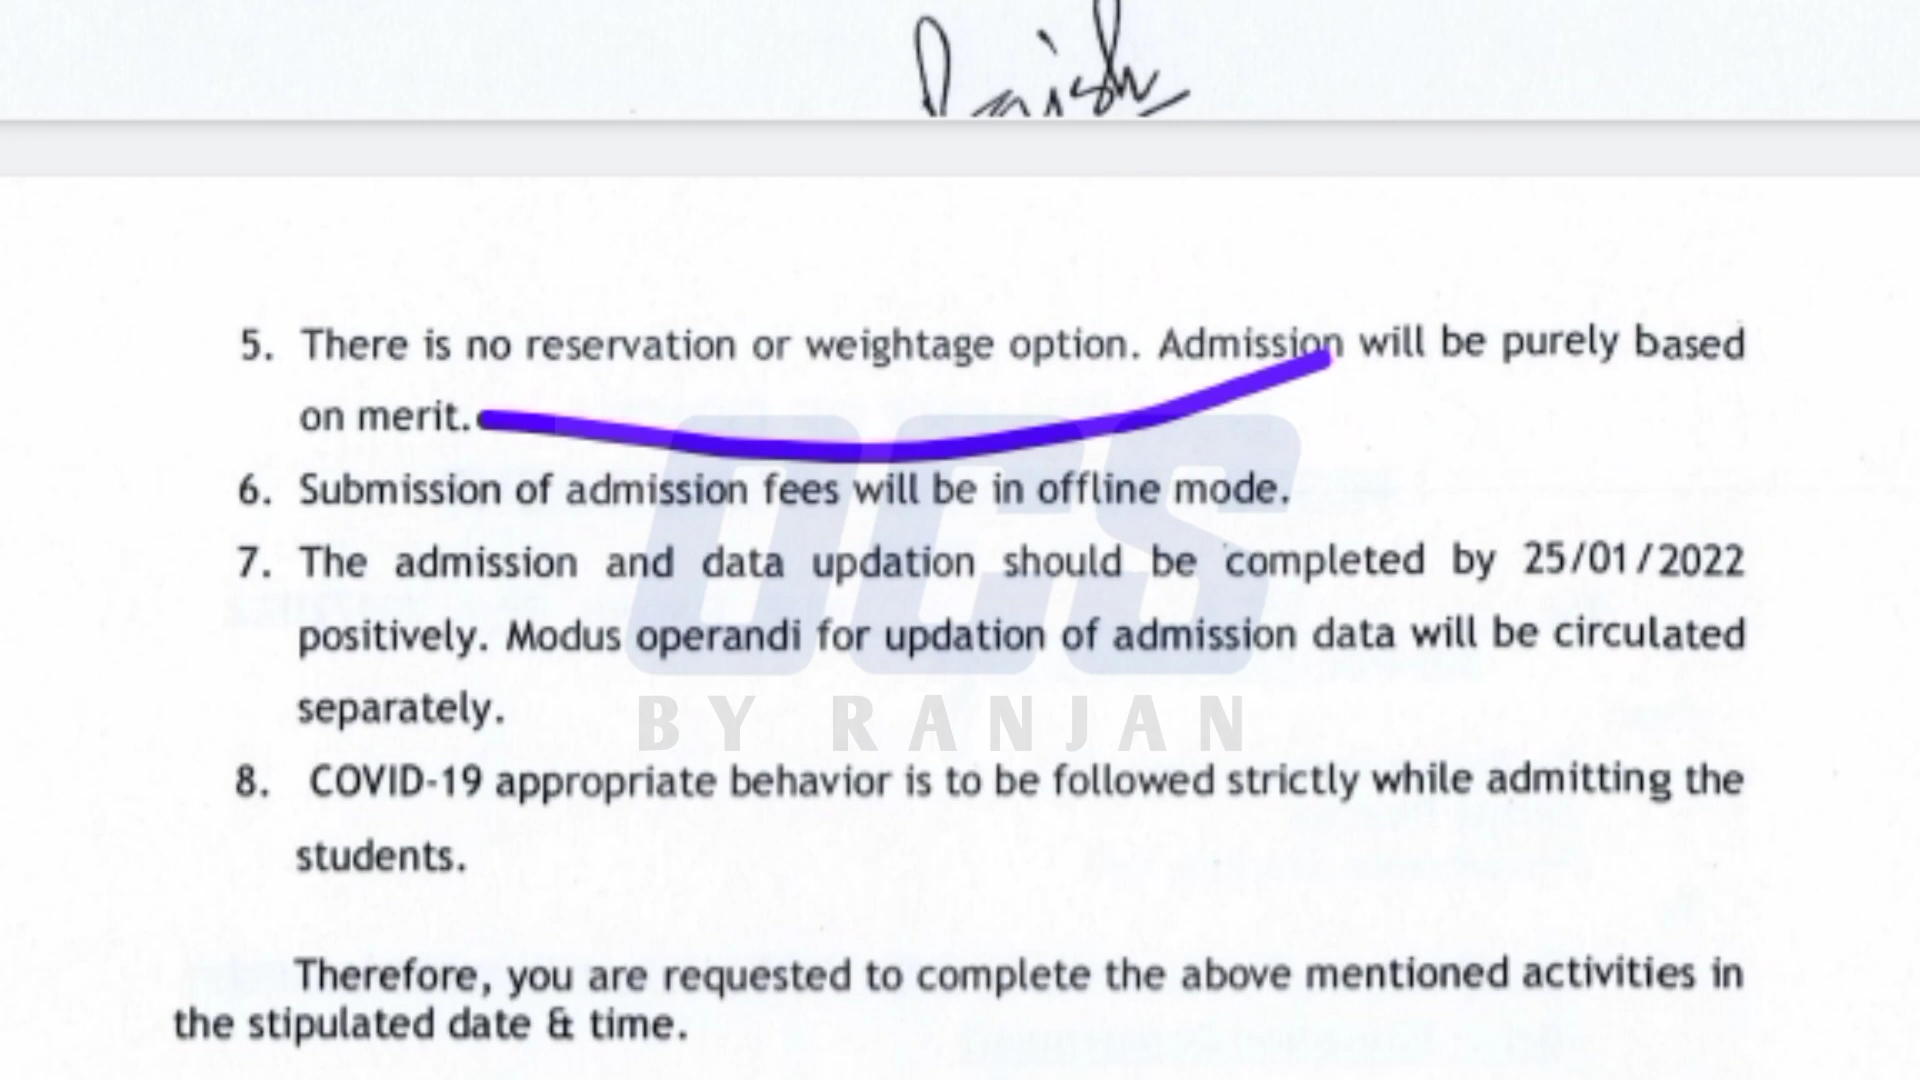 5. There is no reservation or weightage option. Admission will be purely based
on merit.
6. Submission of admission fees will be in offline mode.
7. The admission and data updation should be completed by 25/01/2022
positively. Modus operandi for updation of admission data will be circulated
separately.
OCS
BY RANJAN
8. COVID-19 appropriate behavior is to be followed strictly while admitting the
students.
Therefore, you are requested to complete the above mentioned activities in
the stipulated date & time.